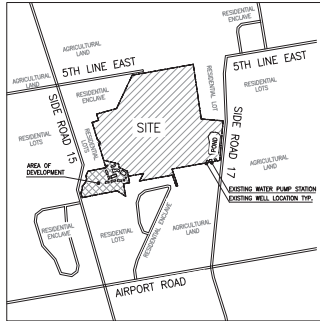 AGRICULTURAL
LAND
RESIDENTIAL
ENCLAVE
AGRICULTURAL
LAND
5TH LINE EAST
RESIDENTIAL
ENCLAVE
RESIDENTIAL LOT
5TH LINE EAST
RESIDENTIAL
LOTS
SIDE ROAD 15
SITE
SIDE ROAD 17
RESIDENTIAL
LOTS
RESIDENTIAL
LOTS
POND
AREA OF
DEVELOPMENT
AGRICULTURAL
LAND
EXISTING WATER PUMP STATION
EXISTING WELL LOCATION TYP.
RESIDENTIAL
ENCLAVE
RESIDENTIAL
LOTS
RESIDENTIAL ENCLAVE
AGRICULTURAL
LAND
AIRPORT ROAD